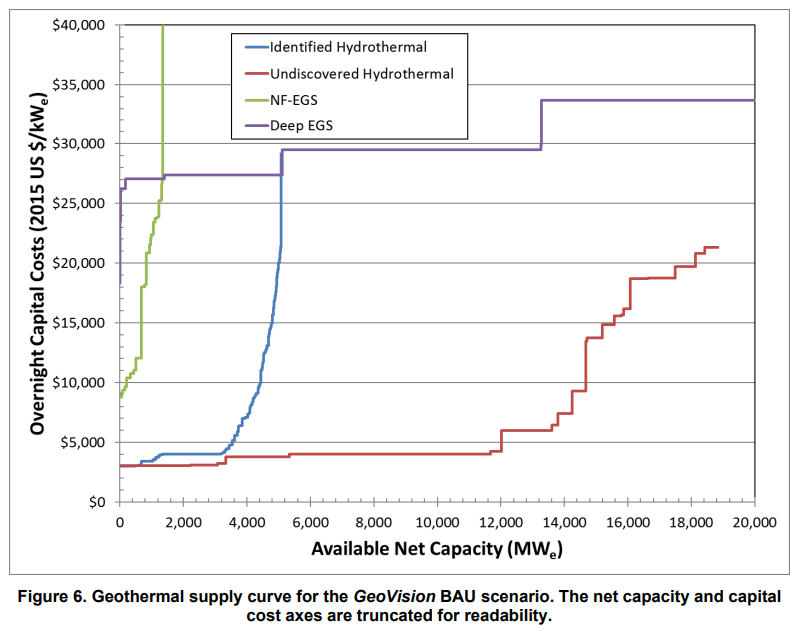 $40,000
$35,000
$30,000
$25,000
$20,000
$15,000
$10,000
$5,000
$0
Overnight Capital Costs (2015 US $/kWe)
Identified Hydrothermal
Undiscovered Hydrothermal
NF-EGS
Deep EGS
0 2,000 4,000 6,000 8,000 10,000 12,000 14,000 16,000 18,000 20,000
Available Net Capacity (MWe)
Figure 6. Geothermal supply curve for the GeoVision BAU scenario. The net capacity and capital
cost axes are truncated for readability.